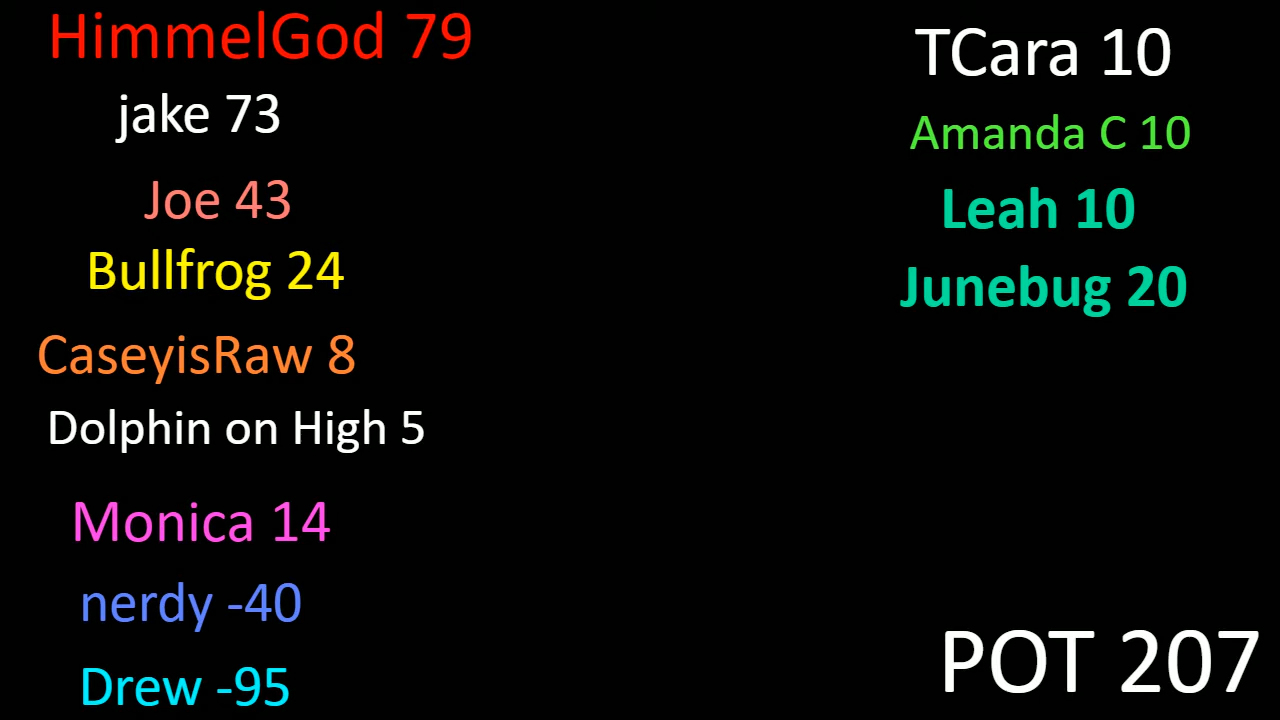 HimmelGod 79
jake 73
Joe 43
Bullfrog 24
CaseyisRaw 8
Dolphin on High 5
Monica 14
nerdy -40
Drew -95
TCara 10
Amanda C 10
Leah 10
Junebug 20
POT 207